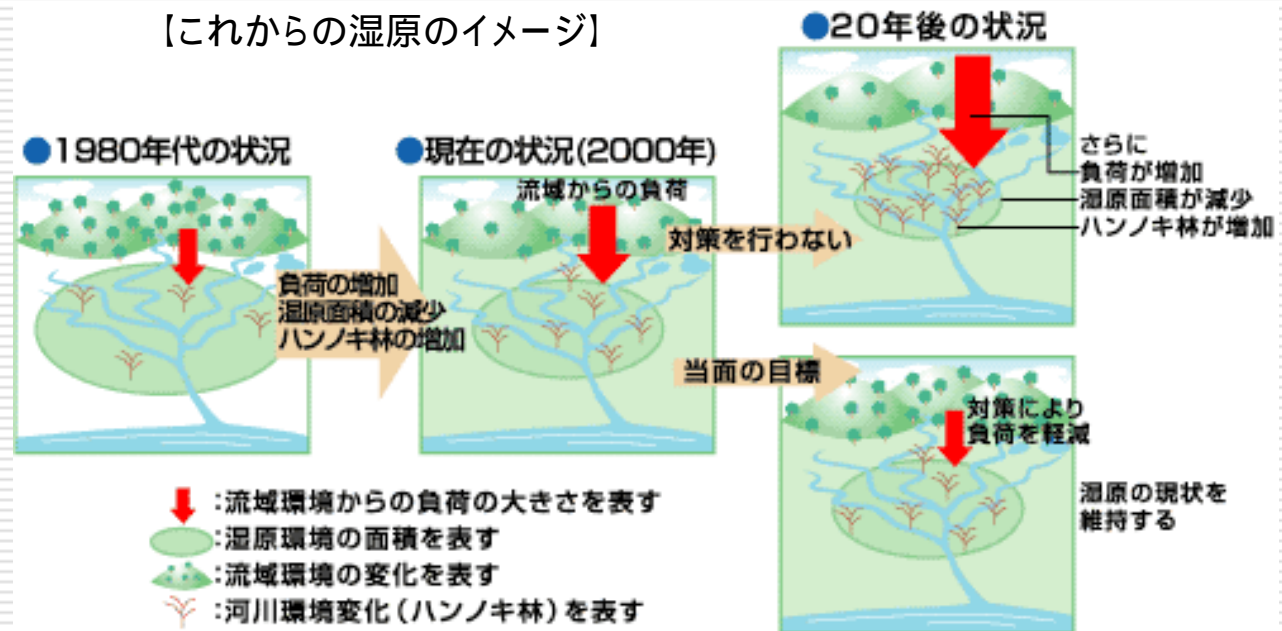 【これからの湿原のイメージ】
●1980年代の状況
負荷の増加
湿原面積の減少
ハンノキ林の増加
●現在の状況(2000年)
流域からの負荷
対策を行わない
●20年後の状況
さらに
負荷が増加
湿原面積が減少
ハンノキ林が増加
当面の目標
対策により
負荷を軽減
湿原の現状を
維持する
:流域環境からの負荷の大きさを表す
:湿原環境の面積を表す
:流域環境の変化を表す
:河川環境変化(ハンノキ林)を表す